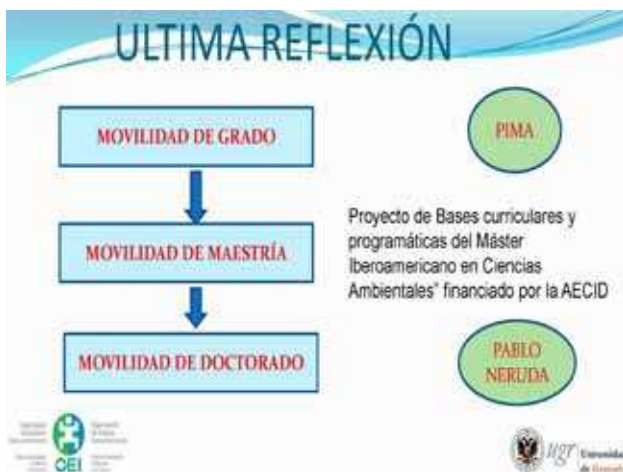 ULTIMA REFLEXIÓN
MOVILIDAD DE GRADO
PIMA
MOVILIDAD DE MAESTRÍA
Proyecto de Bases curriculares y
programáticas del Máster
Iberoamericano en Ciencias
Ambientales" financiado por la AECID
MOVILIDAD DE DOCTORADO
PABLO
NERUDA
OEI
ugr
Universidad
de Granada